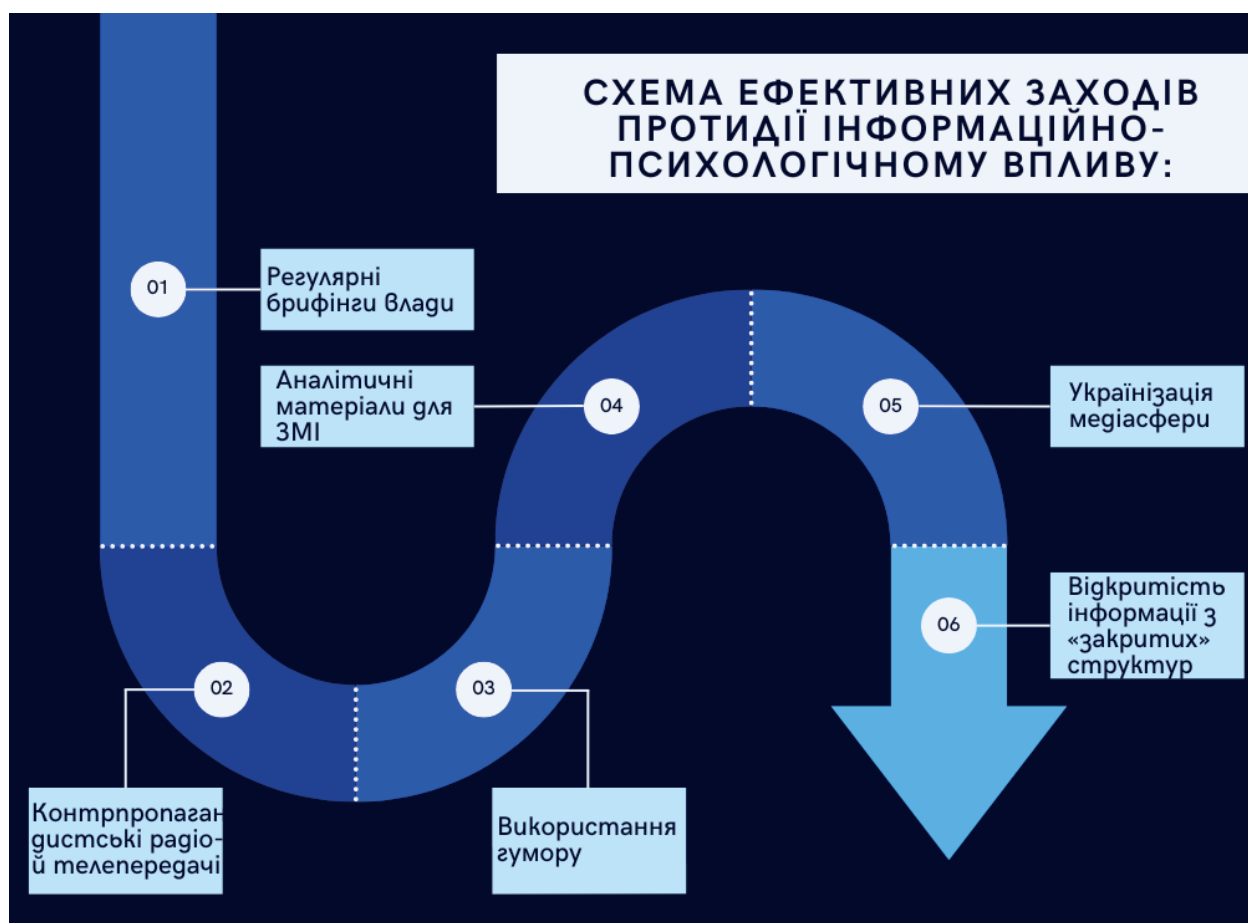 СХЕМА ЕФЕКТИВНИХ ЗАХОДІВ
ПРОТИДІЇ ІНФОРМАЦІЙНО-
ПСИХОЛОГІЧНОМУ ВПЛИВУ:
01
Регулярні
брифінги влади
02
Контрпропаган
дистські радіо-
й телепередачі
03
Використання
гумору
04
Аналітичні
матеріали для
ЗМІ
05
Українізація
медіасфери
06
Відкритість
інформації з
«закритих»
структур